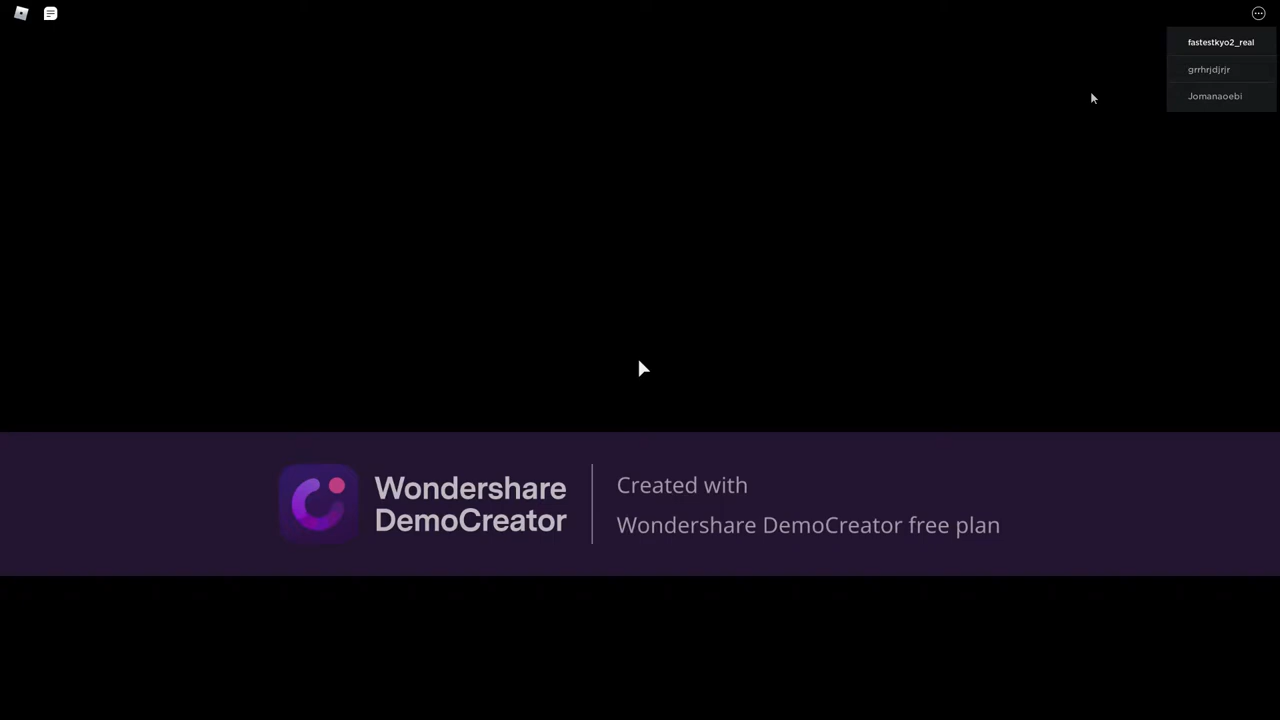 fastestkyo2_real
grrhrjdjrjr
Jomanaoebi
Wondershare
DemoCreator
Created with
Wondershare DemoCreator free plan